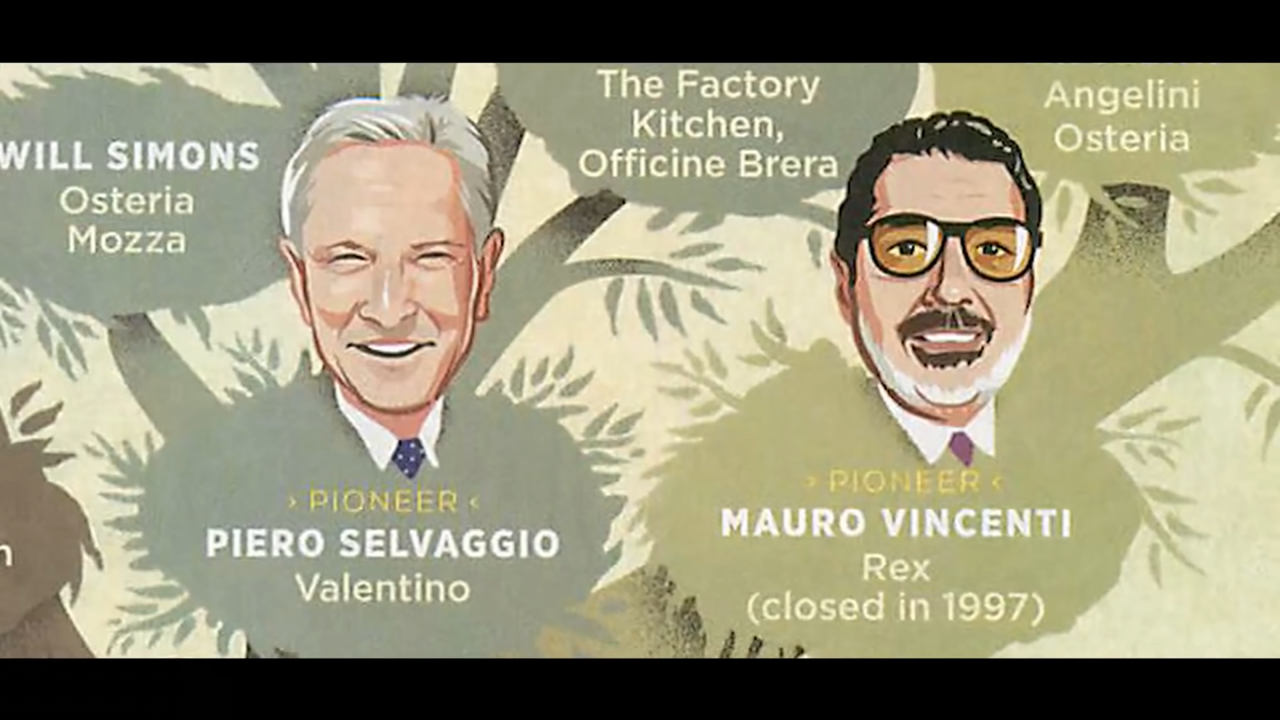 WILL SIMONS
Osteria
Mozza
The Factory
Kitchen,
Officine Brera
Angelini
Osteria
› PIONEER ‹
PIERO SELVAGGIO
Valentino
› PIONEER ‹
MAURO VINCENTI
Rex
(closed in 1997)